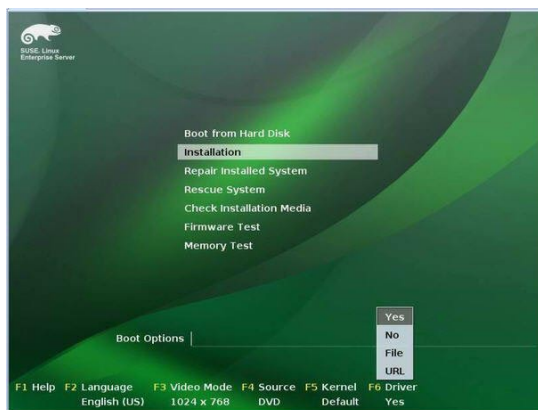 SUSE. Linux
Enterprise Server
Boot from Hard Disk
Installation
Repair Installed System
Rescue System
Check Installation Media
Firmware Test
Memory Test
Yes
No
File
URL
Boot Options
F1 Help F2 Language F3 Video Mode F4 Source F5 Kernel F6 Driver
English (US) 1024 x 768 DVD Default Yes